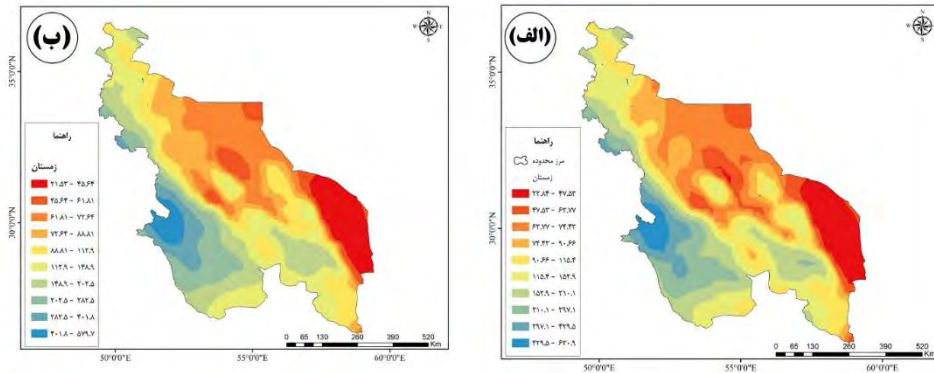 (الف)
N
W E
S
35°0'0"N
30°0'0"N
راهنما
مرز محدوده
زمستان
۲۲.۸۴ - ۴۷.۵۳
۴۷.۵۳ - ۶۳.۷۷
۶۳.۷۷ - ۷۴.۴۳
۷۴.۴۳ - ۹۰.۶۶
۹۰.۶۶ - ۱۱۵.۴
۱۱۵.۴ - ۱۵۲.۹
۱۵۲.۹ - ۲۱۰.۱
۲۱۰.۱ - ۲۹۷.۱
۲۹۷.۱ - ۴۲۹.۵
۴۲۹.۵ - ۶۳۰.۹
0 65 130 260 390 520
Km
50°0'0"E 55°0'0"E 60°0'0"E
(ب)
N
W E
S
35°0'0"N
30°0'0"N
راهنما
زمستان
۲۱.۵۳ - ۴۵.۶۴
۴۵.۶۴ - ۶۱.۸۱
۶۱.۸۱ - ۷۲.۶۴
۷۲.۶۴ - ۸۸.۸۱
۸۸.۸۱ - ۱۱۲.۹
۱۱۲.۹ - ۱۴۸.۹
۱۴۸.۹ - ۲۰۲.۵
۲۰۲.۵ - ۲۸۲.۵
۲۸۲.۵ - ۴۰۱.۸
۴۰۱.۸ - ۵۷۹.۷
0 65 130 260 390 520
Km
50°0'0"E 55°0'0"E 60°0'0"E